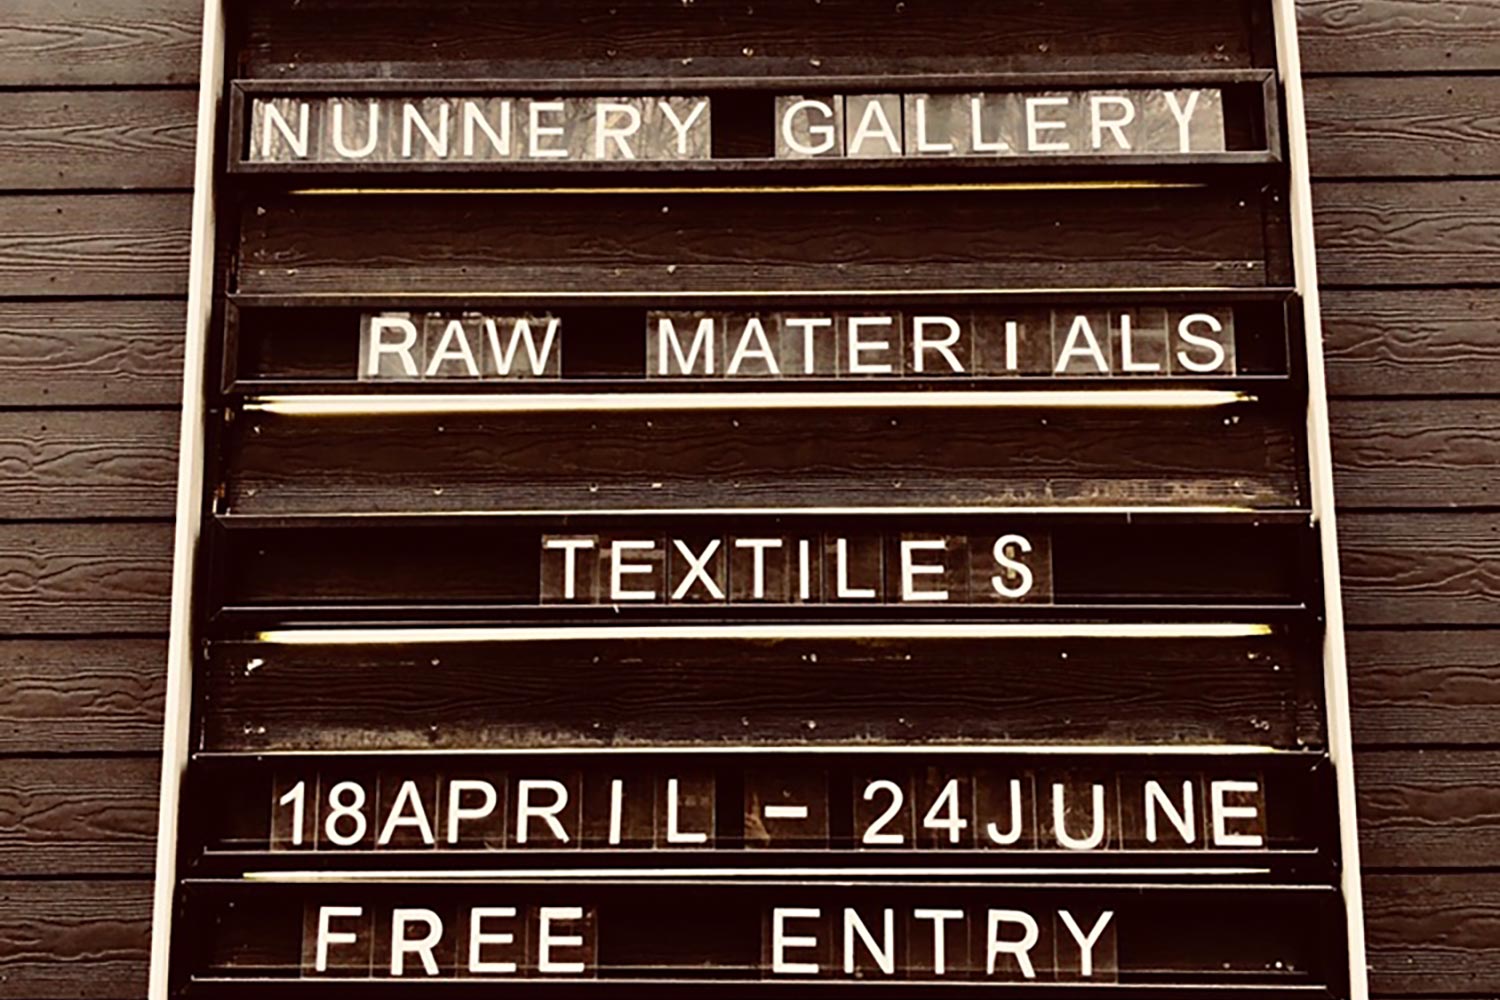 NUNNERY GALLERY
RAW MATERIALS
TEXTILES
18APRIL - 24JUNE
FREE ENTRY